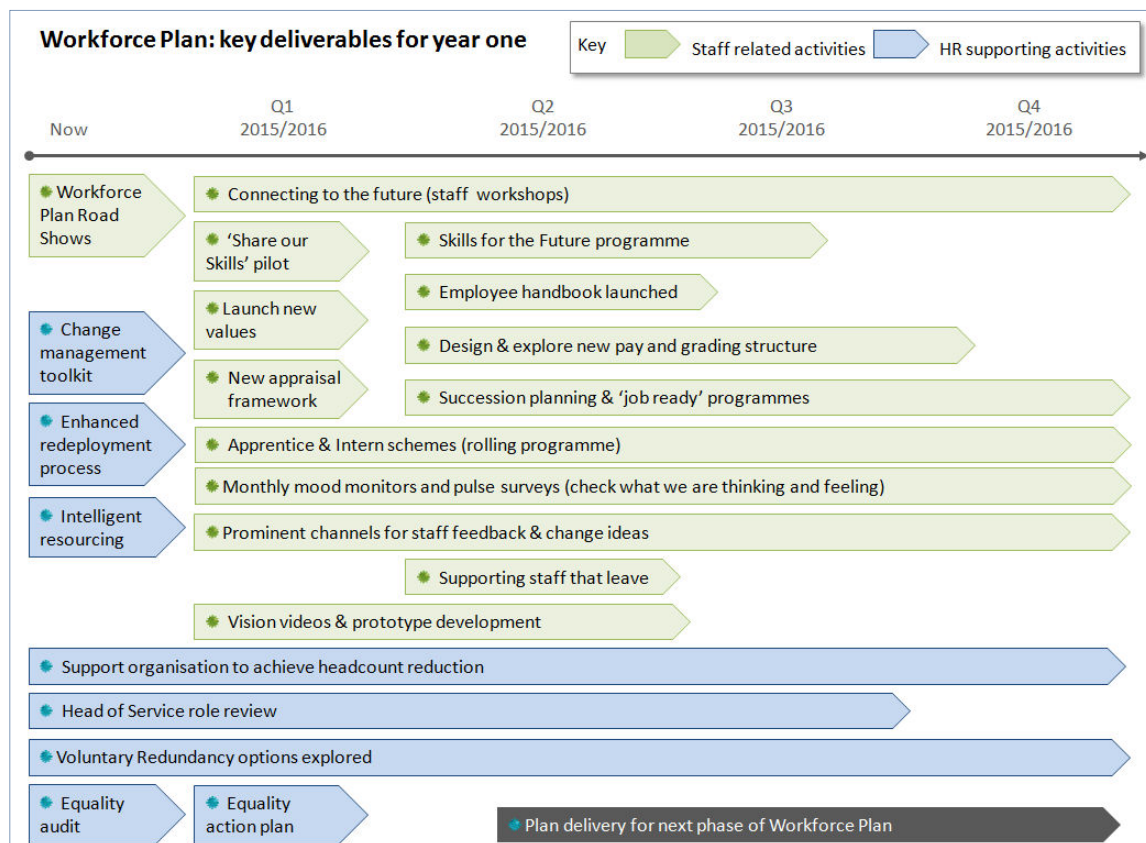 Workforce Plan: key deliverables for year one
Key
Staff related activities
HR supporting activities
Now
Q1
2015/2016
Q2
2015/2016
Q3
2015/2016
Q4
2015/2016
Workforce
Plan Road
Shows
Connecting to the future (staff workshops)
‘Share our
Skills’ pilot
Skills for the Future programme
Employee handbook launched
Launch new
values
Change
management
toolkit
Design & explore new pay and grading structure
New appraisal
framework
Succession planning & ‘job ready’ programmes
Enhanced
redeployment
process
Apprentice & Intern schemes (rolling programme)
Monthly mood monitors and pulse surveys (check what we are thinking and feeling)
Intelligent
resourcing
Prominent channels for staff feedback & change ideas
Supporting staff that leave
Vision videos & prototype development
Support organisation to achieve headcount reduction
Head of Service role review
Voluntary Redundancy options explored
Equality
audit
Equality
action plan
Plan delivery for next phase of Workforce Plan